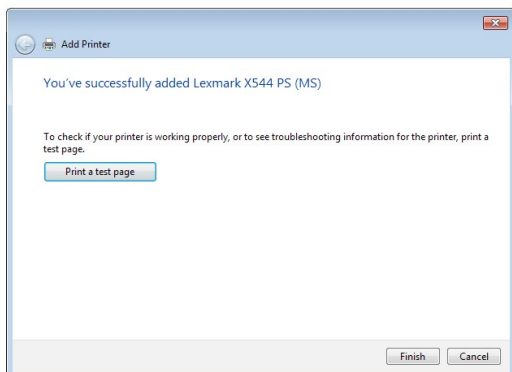 Add Printer
You've successfully added Lexmark X544 PS (MS)
To check if your printer is working properly, or to see troubleshooting information for the printer, print a
test page.
Print a test page
Finish Cancel